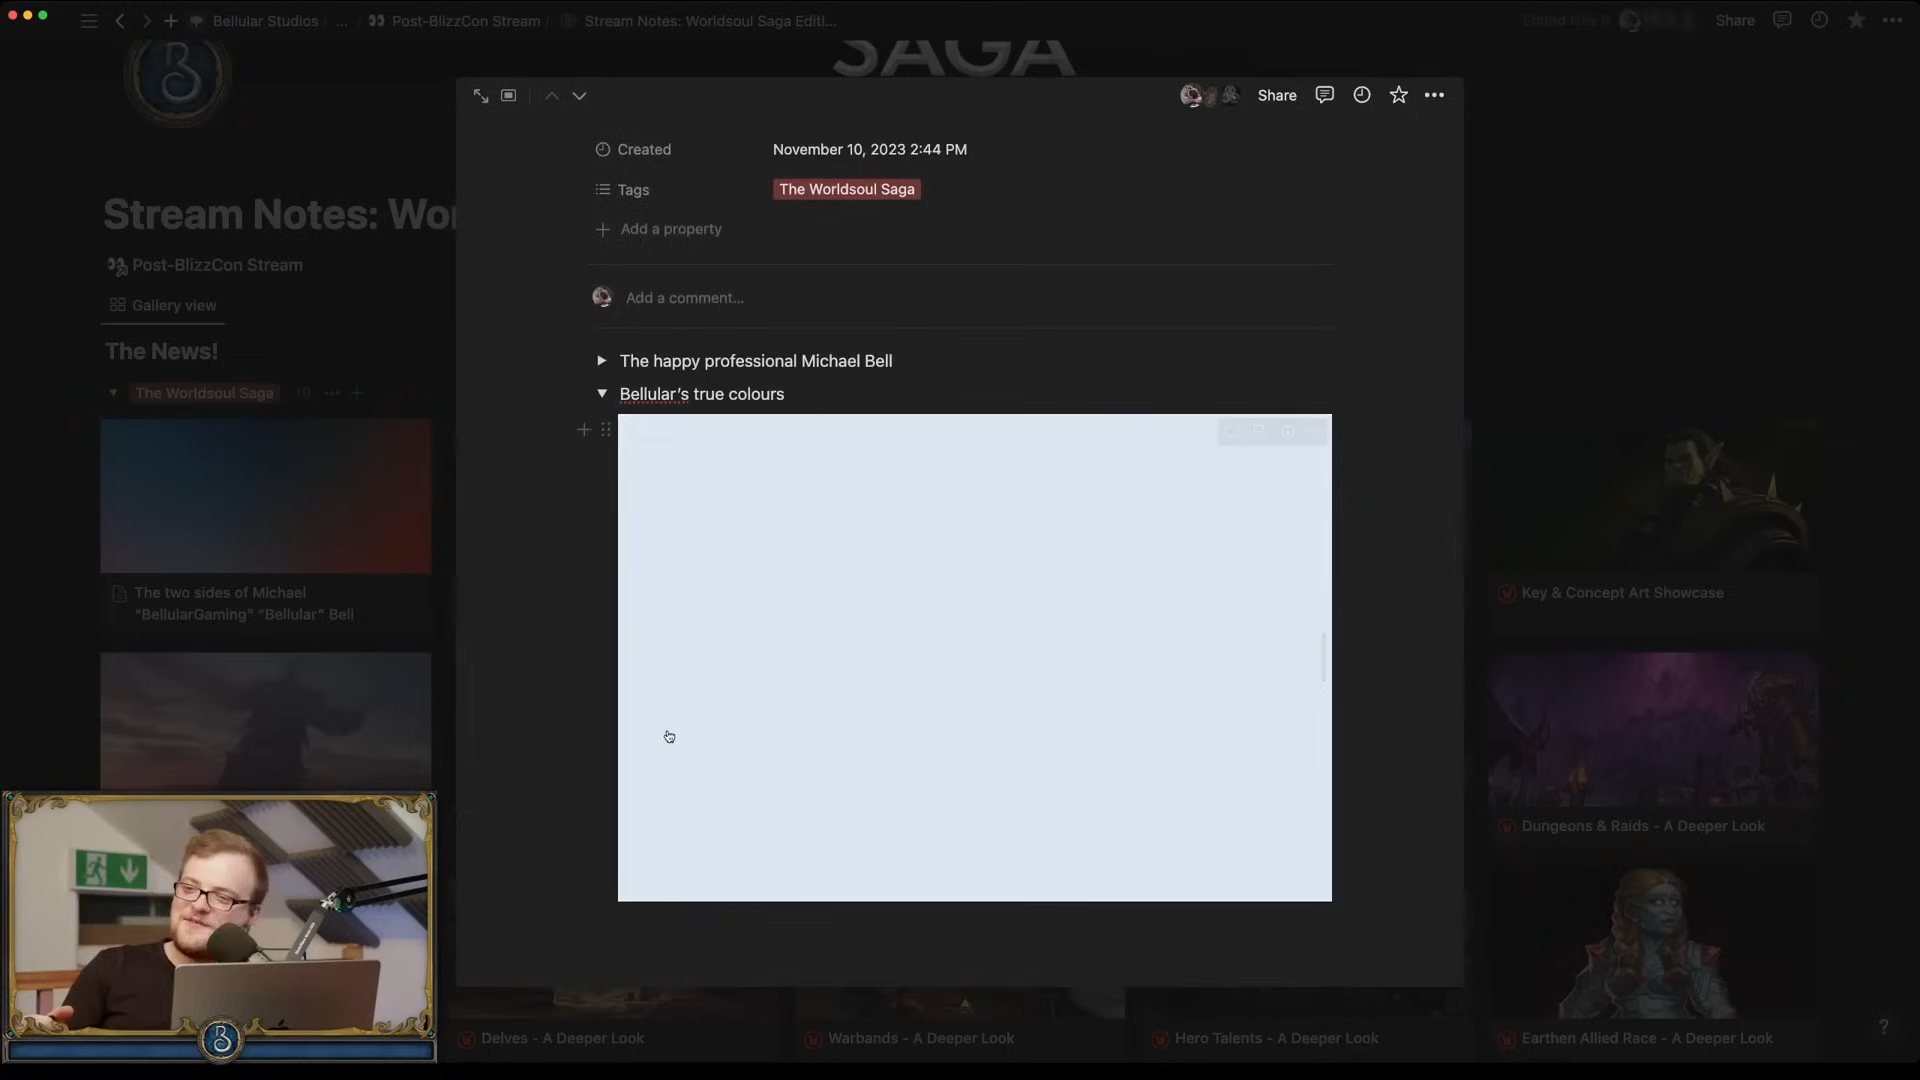 Bellular Studios / ... / Post-BlizzCon Stream / Stream Notes: Worldsoul Saga Editi...
Share
SAGA
Share
Created November 10, 2023 2:44 PM
Tags The Worldsoul Saga
Add a property
Stream Notes: Wor
Post-BlizzCon Stream
Gallery view
Add a comment...
The News!
The happy professional Michael Bell
The Worldsoul Saga
Bellular's true colours
The two sides of Michael
"BellularGaming" "Bellular" Bell
Key & Concept Art Showcase
Dungeons & Raids - A Deeper Look
Delves - A Deeper Look
Warbands - A Deeper Look
Hero Talents - A Deeper Look
Earthen Allied Race - A Deeper Look
?
B